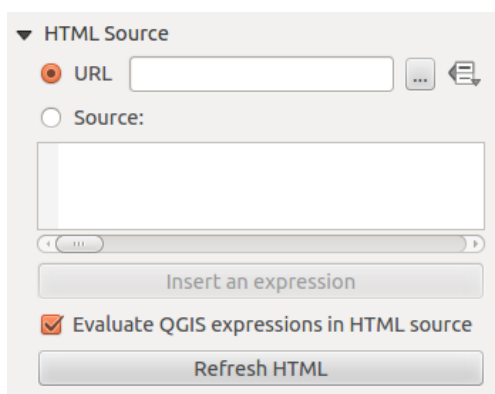 HTML Source
URL ...
Source:
Insert an expression
Evaluate QGIS expressions in HTML source
Refresh HTML